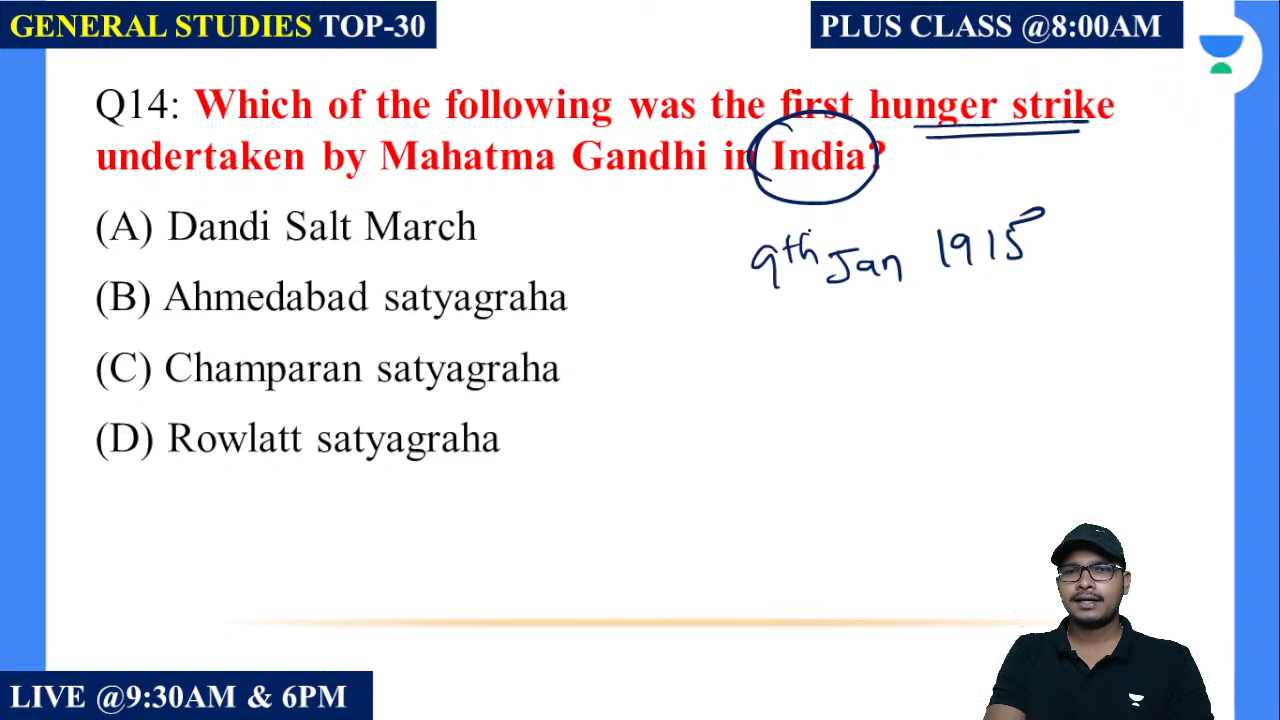 GENERAL STUDIES TOP-30
PLUS CLASS @8:00AM
Q14: Which of the following was the first hunger strike
undertaken by Mahatma Gandhi in India?
(A) Dandi Salt March
9th Jan 1915
(B) Ahmedabad satyagraha
(C) Champaran satyagraha
(D) Rowlatt satyagraha
LIVE @9:30AM & 6PM